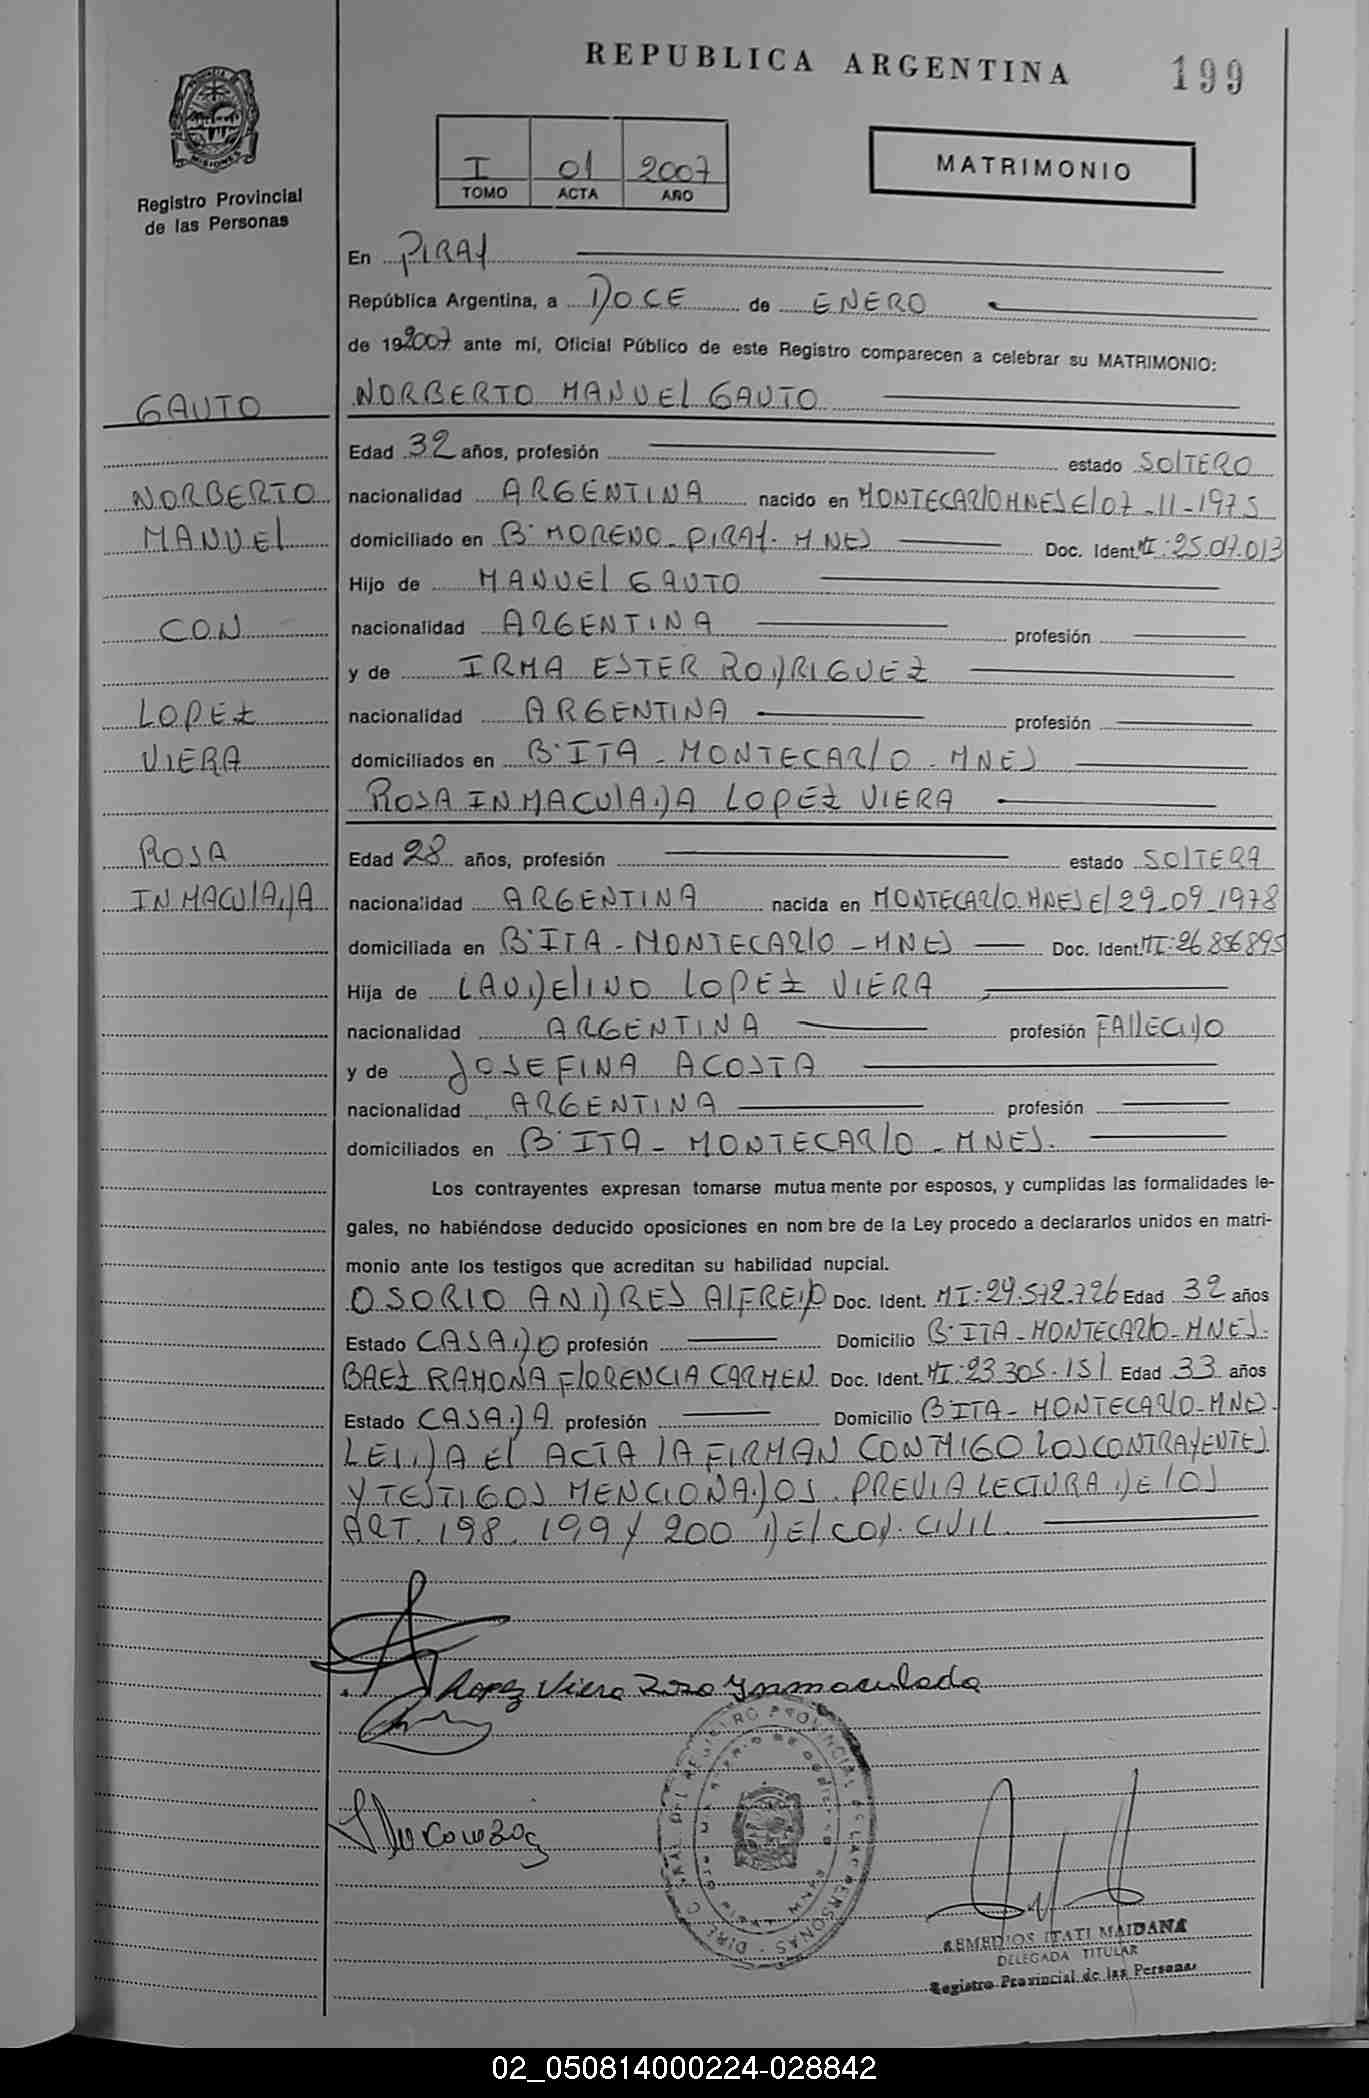 REPUBLICA ARGENTINA
199
MISIONES
Registro Provincial
de las Personas
I 01 2007
TOMO ACTA AÑO
MATRIMONIO
En PIRAY
República Argentina, a DOCE de ENERO
de 192007 ante mí, Oficial Público de este Registro comparecen a celebrar su MATRIMONIO:
GAUTO
NORBERTO MANUEL GAUTO
Edad 32 años, profesión estado SOLTERO
NORBERTO
nacionalidad ARGENTINA nacido en MONTECARLO MNES El 07-11-1975
MANUEL
domiciliado en B° MORENO - PIRAY - MNES Doc. Ident. MI: 25.017.013
Hijo de MANUEL GAUTO
CON
nacionalidad ARGENTINA profesión
y de IRMA ESTER RODRIGUEZ
LOPEZ
nacionalidad ARGENTINA profesión
VIERA
domiciliados en B° ITA - MONTECARLO - MNES
ROSA INMACULADA LOPEZ VIERA
ROSA
Edad 28 años, profesión estado SOLTERA
INMACULADA
nacionalidad ARGENTINA nacida en MONTECARLO MNES El 29-09-1978
domiciliada en B° ITA - MONTECARLO - MNES Doc. Ident. MI: 26.856895
Hija de LAUDELINO LOPEZ VIERA
nacionalidad ARGENTINA profesión FALLECIDO
y de JOSEFINA ACOSTA
nacionalidad ARGENTINA profesión
domiciliados en B° ITA - MONTECARLO - MNES.
Los contrayentes expresan tomarse mutua mente por esposos, y cumplidas las formalidades le-
gales, no habiéndose deducido oposiciones en nom bre de la Ley procedo a declararlos unidos en matri-
monio ante los testigos que acreditan su habilidad nupcial.
OSORIO ANDRES ALFREDO Doc. Ident. MI: 24.572.726 Edad 32 años
Estado CASADO profesión Domicilio B° ITA - MONTECARLO - MNES.
BAEZ RAMONA FLORENCIA CARMEN Doc. Ident. MI: 23.305.151 Edad 33 años
Estado CASADA profesión Domicilio B° ITA - MONTECARLO - MNES.
LEIDA El ACTA LA FIRMAN CONMIGO LOS CONTRAYENTES
Y TESTIGOS MENCIONADOS. PREVIA LECTURA DE LOS
ART. 198. 199 Y 200 DEL COD. CIVIL.
Lopez Viera Rosa Ynmaculada
REGISTRO PROVINCIAL DE LAS PERSONAS
REMEDIOS ITATI MAIDANA
DELEGADA TITULAR
Registro Provincial de las Personas
02_050814000224-028842